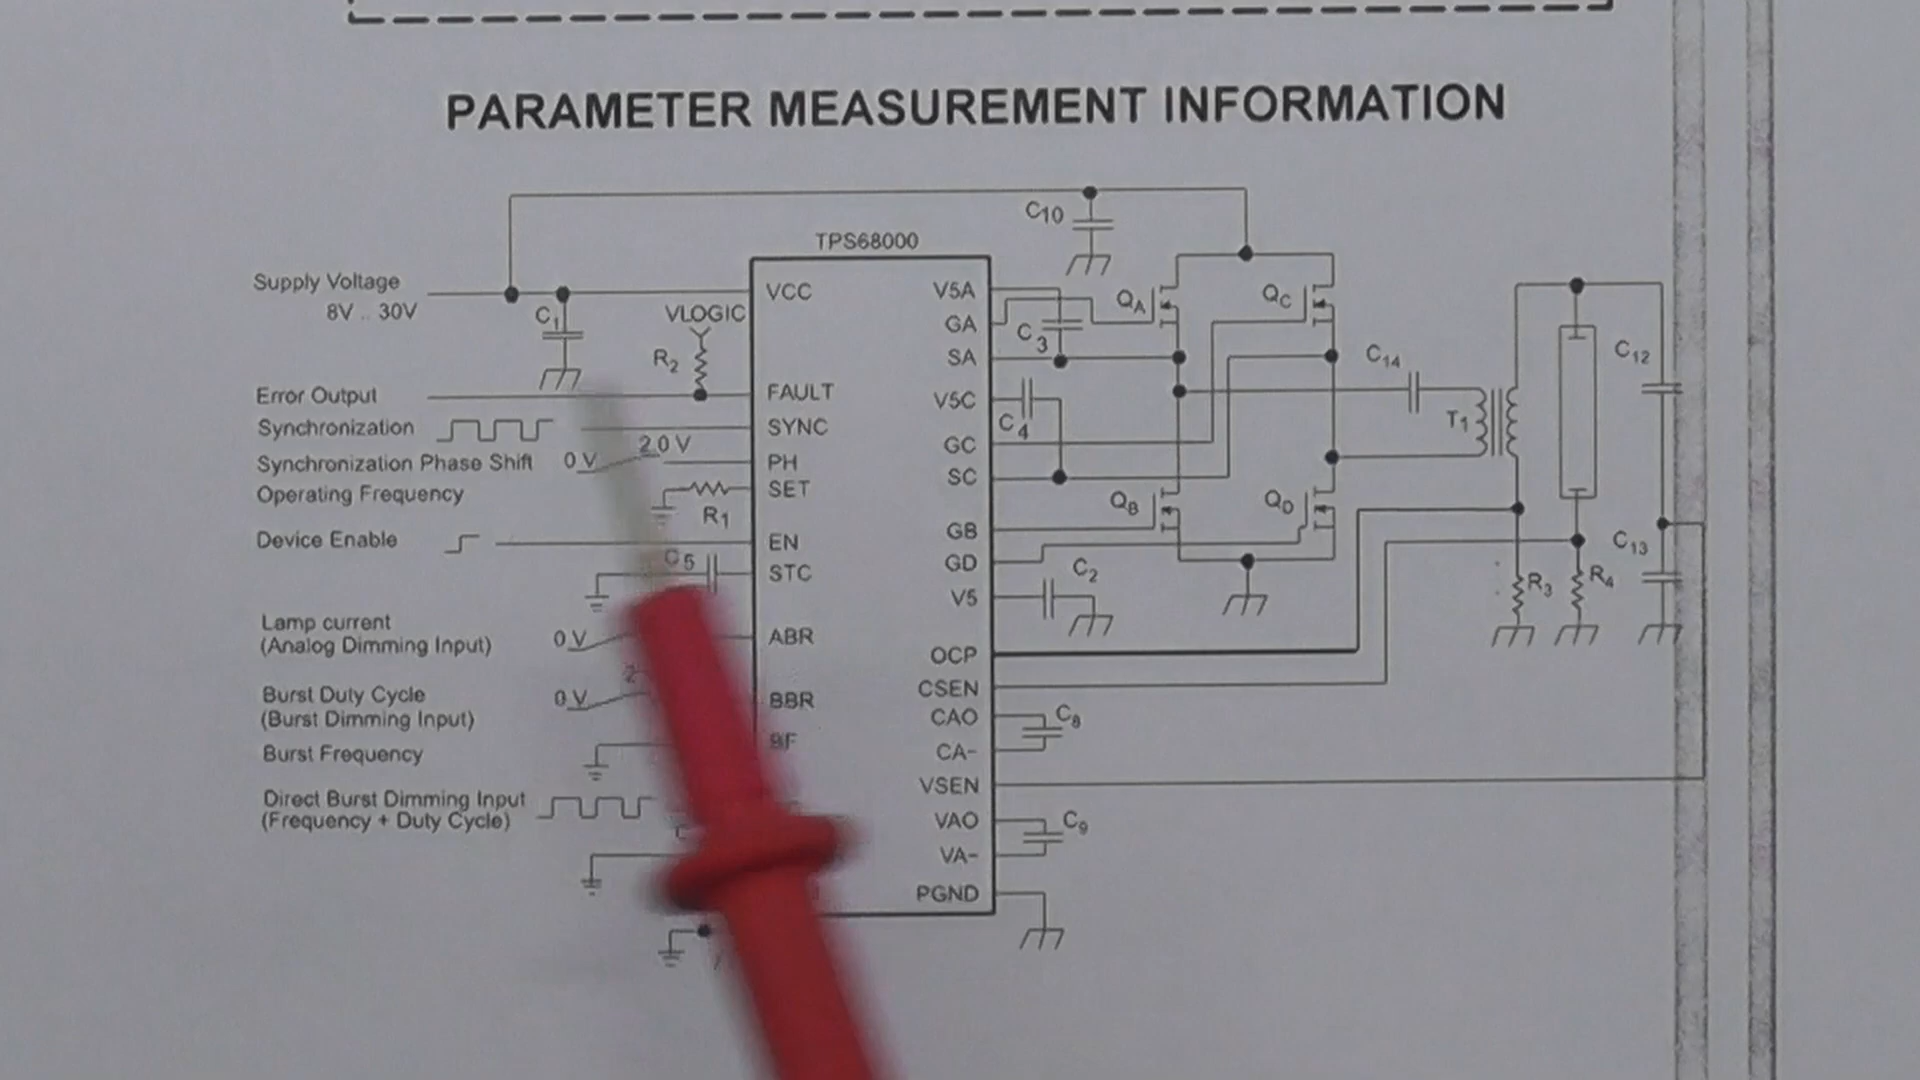 PARAMETER MEASUREMENT INFORMATION
C10
TPS68000
Supply Voltage
8V .. 30V
C1
VLOGIC
R2
Error Output
Synchronization
Synchronization Phase Shift
0 V
2.0 V
Operating Frequency
R1
Device Enable
C5
Lamp current
(Analog Dimming Input)
0 V
Burst Duty Cycle
(Burst Dimming Input)
0 V
2
Burst Frequency
Direct Burst Dimming Input
(Frequency + Duty Cycle)
VCC
FAULT
SYNC
PH
SET
EN
STC
ABR
BBR
BF
V5A
GA
SA
V5C
GC
SC
GB
GD
V5
OCP
CSEN
CAO
CA-
VSEN
VAO
VA-
PGND
C3
C4
C2
C8
C9
QA
QC
QB
QD
C14
T1
C12
C13
R3
R4